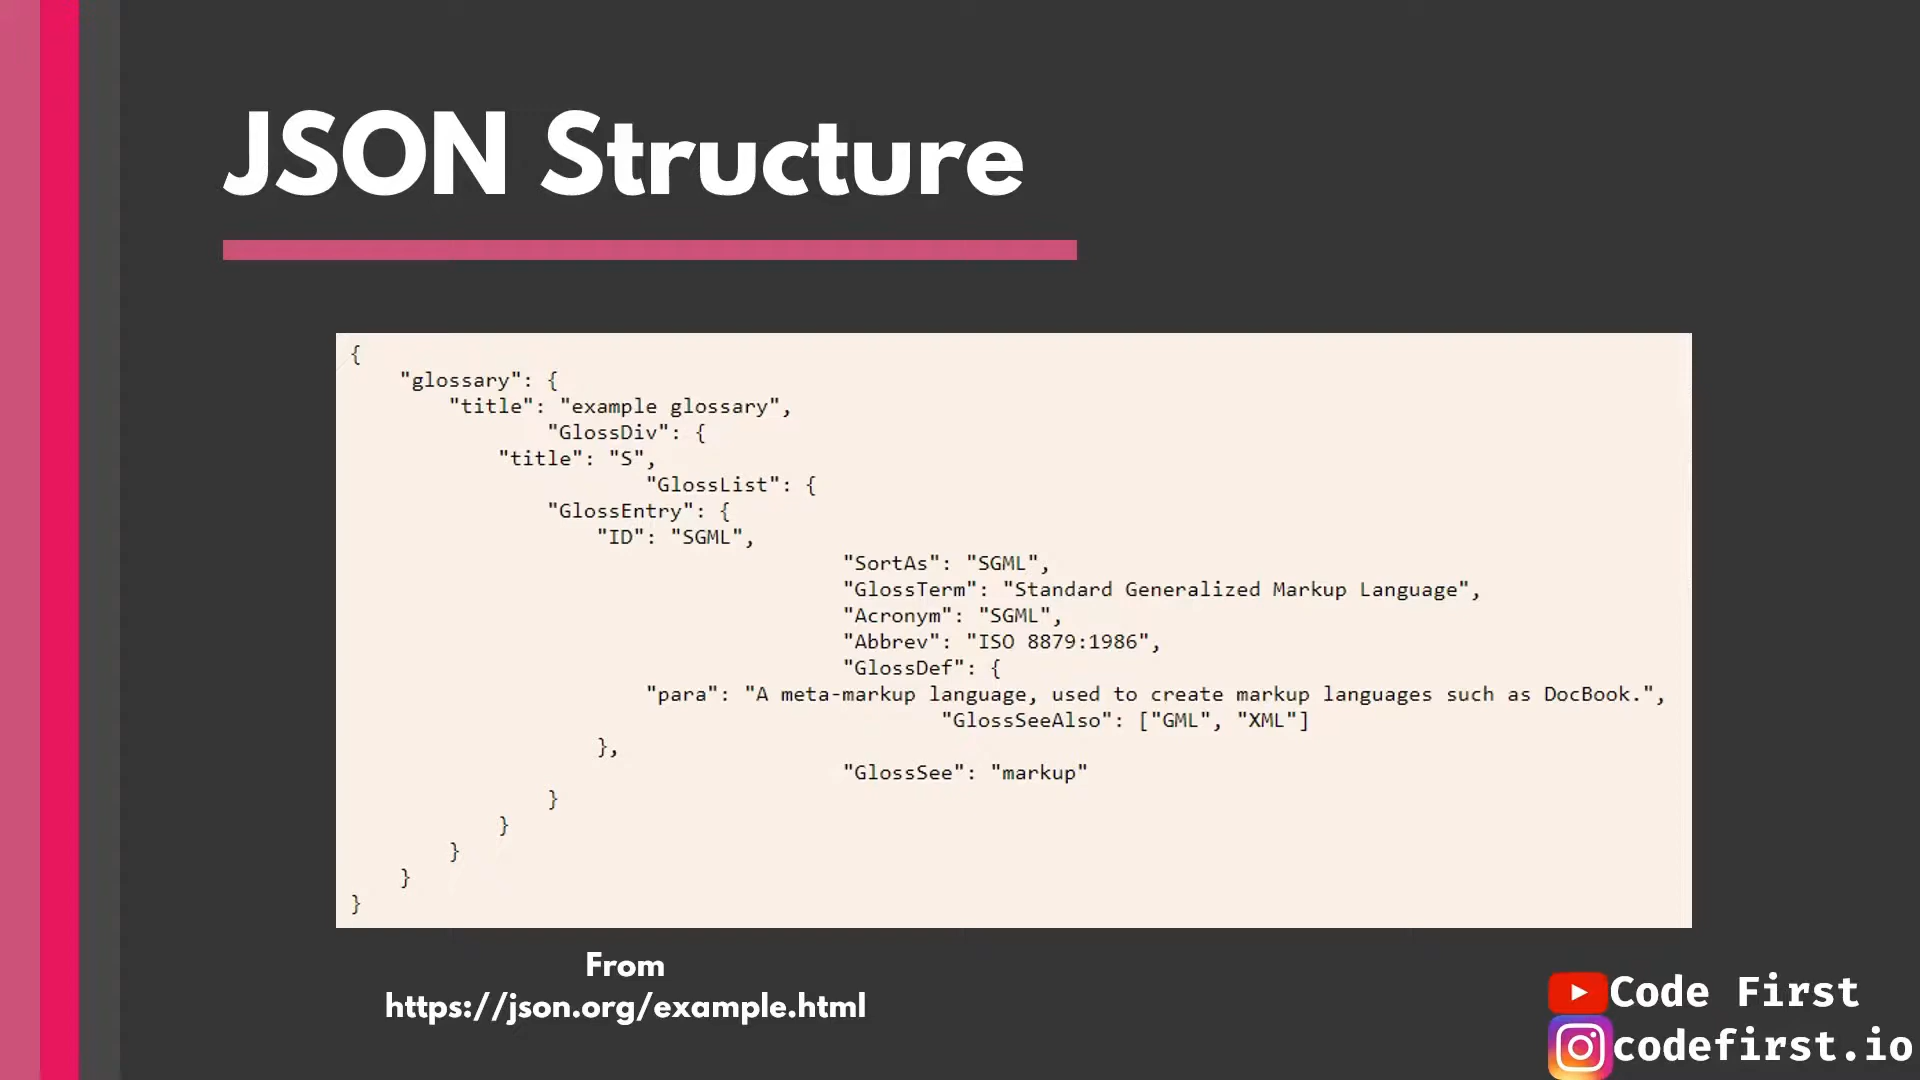 JSON Structure
{
    "glossary": {
        "title": "example glossary",
                "GlossDiv": {
            "title": "S",
                        "GlossList": {
                "GlossEntry": {
                    "ID": "SGML",
                                        "SortAs": "SGML",
                                        "GlossTerm": "Standard Generalized Markup Language",
                                        "Acronym": "SGML",
                                        "Abbrev": "ISO 8879:1986",
                                        "GlossDef": {
                        "para": "A meta-markup language, used to create markup languages such as DocBook.",
                                                "GlossSeeAlso": ["GML", "XML"]
                    },
                                        "GlossSee": "markup"
                }
            }
        }
    }
}
From
https://json.org/example.html
Code First
codefirst.io